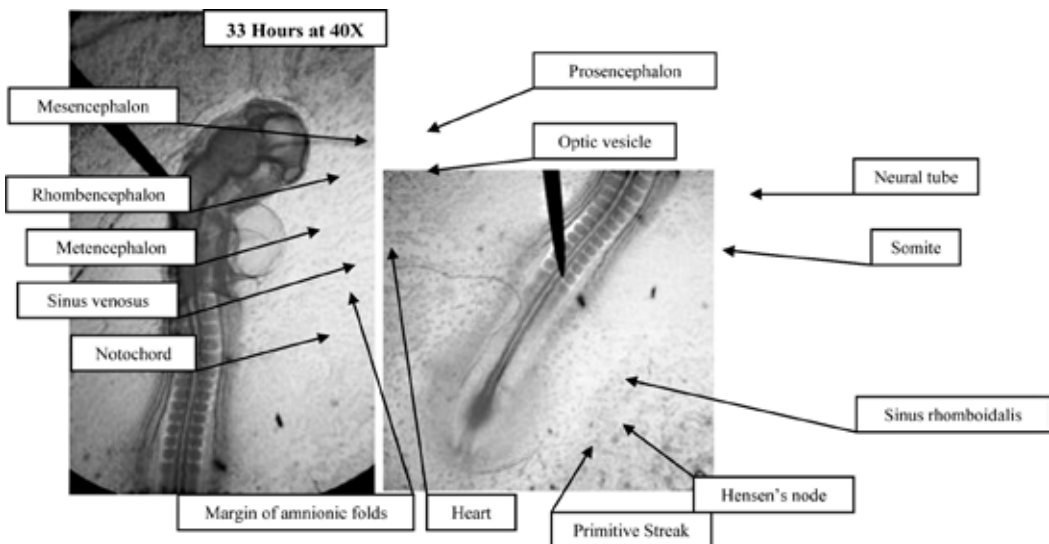 33 Hours at 40X
Prosencephalon
Mesencephalon
Optic vesicle
Rhombencephalon
Neural tube
Metencephalon
Somite
Sinus venosus
Notochord
Sinus rhomboidalis
Hensen's node
Margin of amnionic folds
Heart
Primitive Streak